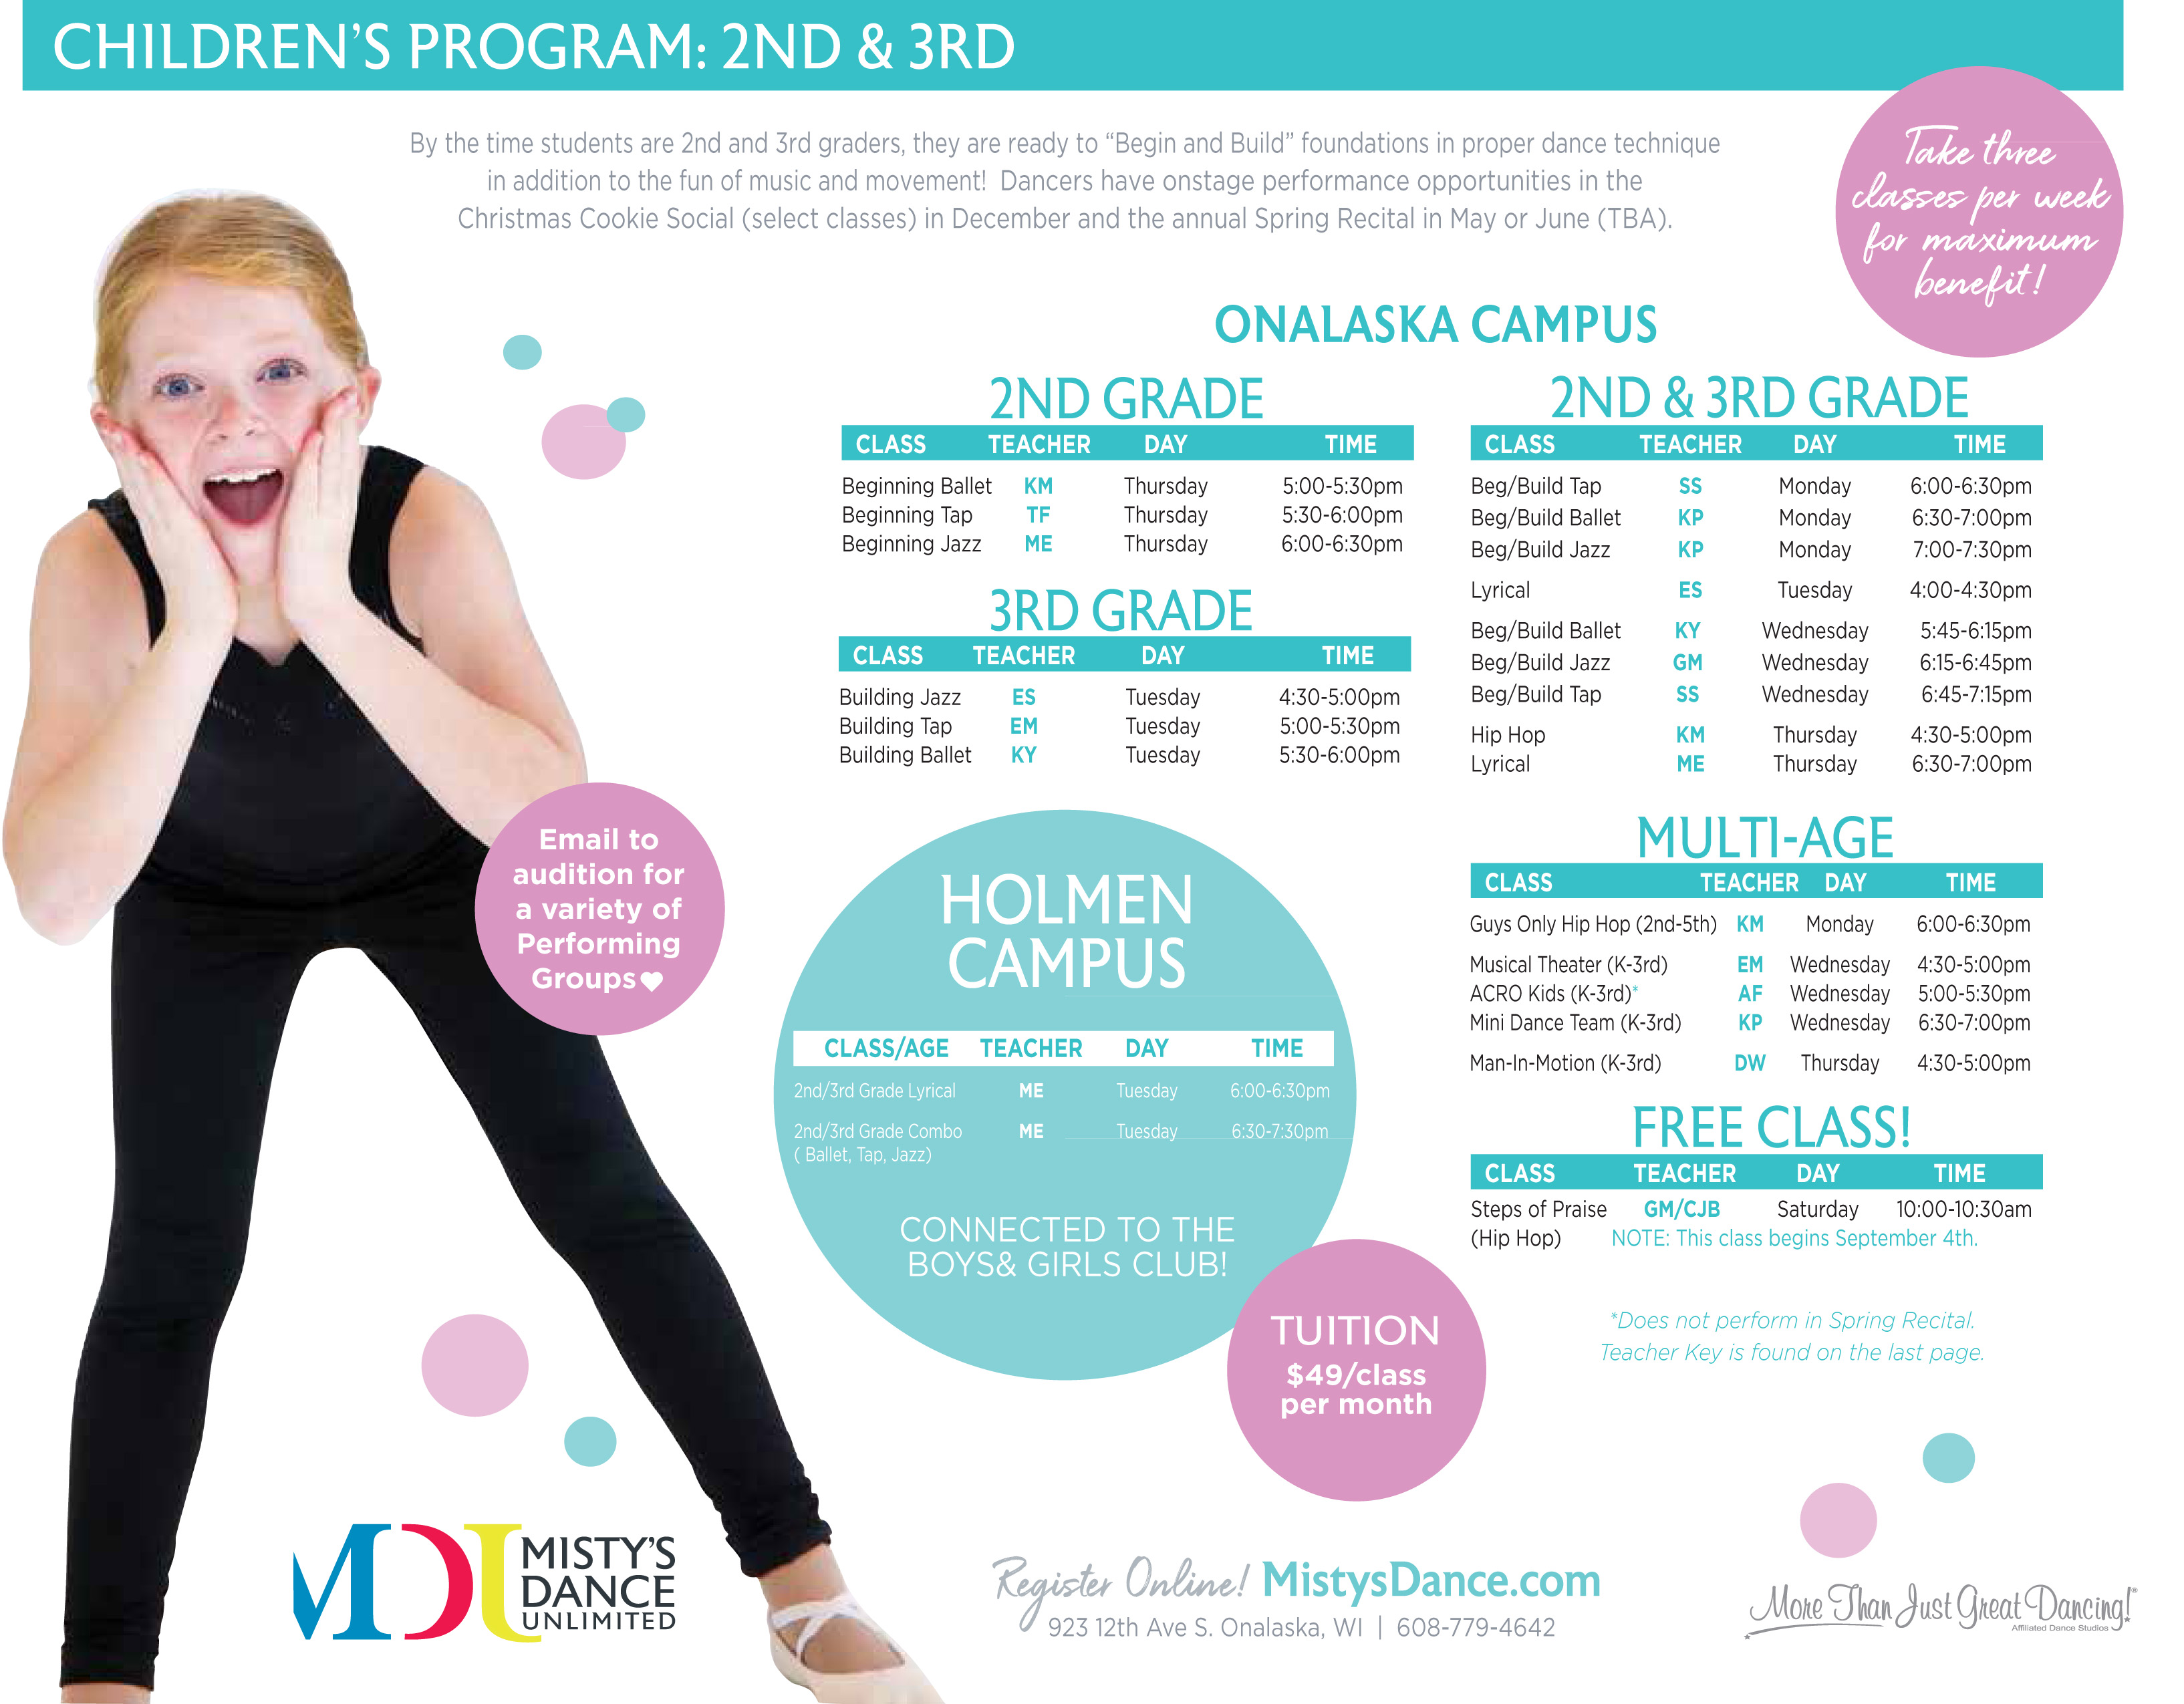 CHILDREN'S PROGRAM: 2ND & 3RD
By the time students are 2nd and 3rd graders, they are ready to “Begin and Build” foundations in proper dance technique
in addition to the fun of music and movement! Dancers have onstage performance opportunities in the
Christmas Cookie Social (select classes) in December and the annual Spring Recital in May or June (TBA).
Take three
classes per week
for maximum
benefit!
ONALASKA CAMPUS
2ND GRADE
CLASS TEACHER DAY TIME
Beginning Ballet KM Thursday 5:00-5:30pm
Beginning Tap TF Thursday 5:30-6:00pm
Beginning Jazz ME Thursday 6:00-6:30pm
3RD GRADE
CLASS TEACHER DAY TIME
Building Jazz ES Tuesday 4:30-5:00pm
Building Tap EM Tuesday 5:00-5:30pm
Building Ballet KY Tuesday 5:30-6:00pm
2ND & 3RD GRADE
CLASS TEACHER DAY TIME
Beg/Build Tap SS Monday 6:00-6:30pm
Beg/Build Ballet KP Monday 6:30-7:00pm
Beg/Build Jazz KP Monday 7:00-7:30pm
Lyrical ES Tuesday 4:00-4:30pm
Beg/Build Ballet KY Wednesday 5:45-6:15pm
Beg/Build Jazz GM Wednesday 6:15-6:45pm
Beg/Build Tap SS Wednesday 6:45-7:15pm
Hip Hop KM Thursday 4:30-5:00pm
Lyrical ME Thursday 6:30-7:00pm
MULTI-AGE
CLASS TEACHER DAY TIME
Guys Only Hip Hop (2nd-5th) KM Monday 6:00-6:30pm
Musical Theater (K-3rd) EM Wednesday 4:30-5:00pm
ACRO Kids (K-3rd)* AF Wednesday 5:00-5:30pm
Mini Dance Team (K-3rd) KP Wednesday 6:30-7:00pm
Man-In-Motion (K-3rd) DW Thursday 4:30-5:00pm
FREE CLASS!
CLASS TEACHER DAY TIME
Steps of Praise GM/CJB Saturday 10:00-10:30am
(Hip Hop) NOTE: This class begins September 4th.
*Does not perform in Spring Recital.
Teacher Key is found on the last page.
Email to
audition for
a variety of
Performing
Groups♥
HOLMEN
CAMPUS
CLASS/AGE TEACHER DAY TIME
2nd/3rd Grade Lyrical ME Tuesday 6:00-6:30pm
2nd/3rd Grade Combo ME Tuesday 6:30-7:30pm
( Ballet, Tap, Jazz)
CONNECTED TO THE
BOYS& GIRLS CLUB!
TUITION
$49/class
per month
MDU
MISTY'S
DANCE
UNLIMITED
Register Online! MistysDance.com
923 12th Ave S. Onalaska, WI | 608-779-4642
More Than Just Great Dancing!®
Affiliated Dance Studios